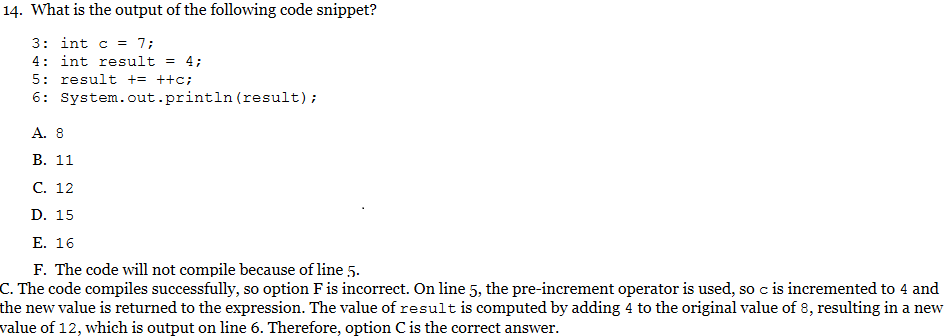 14. What is the output of the following code snippet?
3: int c = 7;
4: int result = 4;
5: result += ++c;
6: System.out.println(result);
A. 8
B. 11
C. 12
D. 15
E. 16
F. The code will not compile because of line 5.
C. The code compiles successfully, so option F is incorrect. On line 5, the pre-increment operator is used, so c is incremented to 4 and
the new value is returned to the expression. The value of result is computed by adding 4 to the original value of 8, resulting in a new
value of 12, which is output on line 6. Therefore, option C is the correct answer.